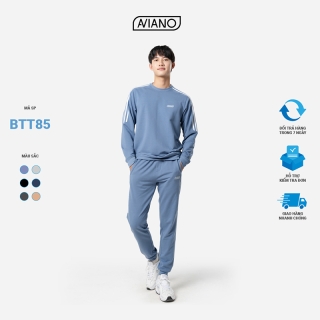 AVIANO
MÃ SP
BTT85
MÀU SẮC
ĐỔI TRẢ HÀNG
TRONG 7 NGÀY
HỖ TRỢ
KIỂM TRA ĐƠN
GIAO HÀNG
NHANH CHÓNG